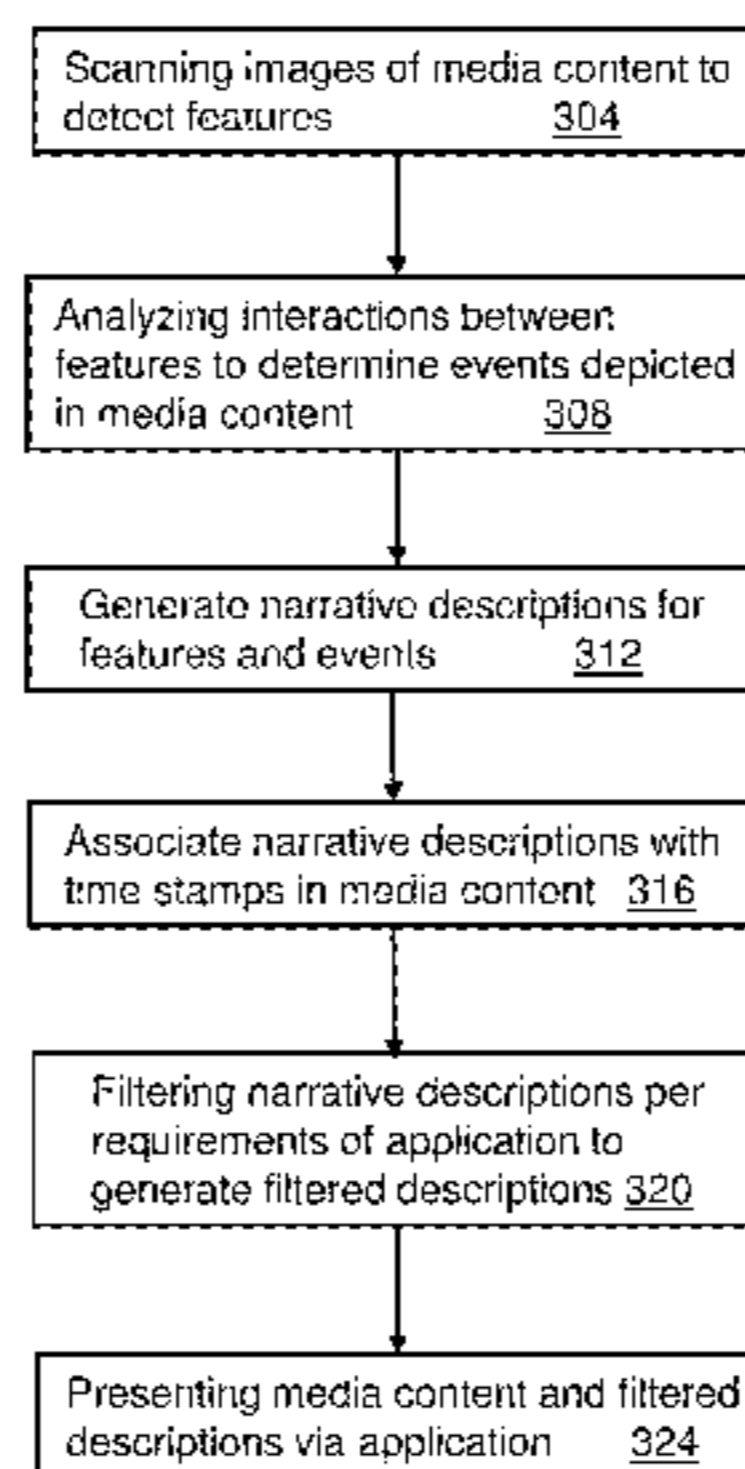 Scanning images of media content to
detect features 304
Analyzing interactions between
features to determine events depicted
in media content 308
Generate narrative descriptions for
features and events 312
Associate narrative descriptions with
time stamps in media content 316
Filtering narrative descriptions per
requirements of application to
generate filtered descriptions 320
Presenting media content and filtered
descriptions via application 324